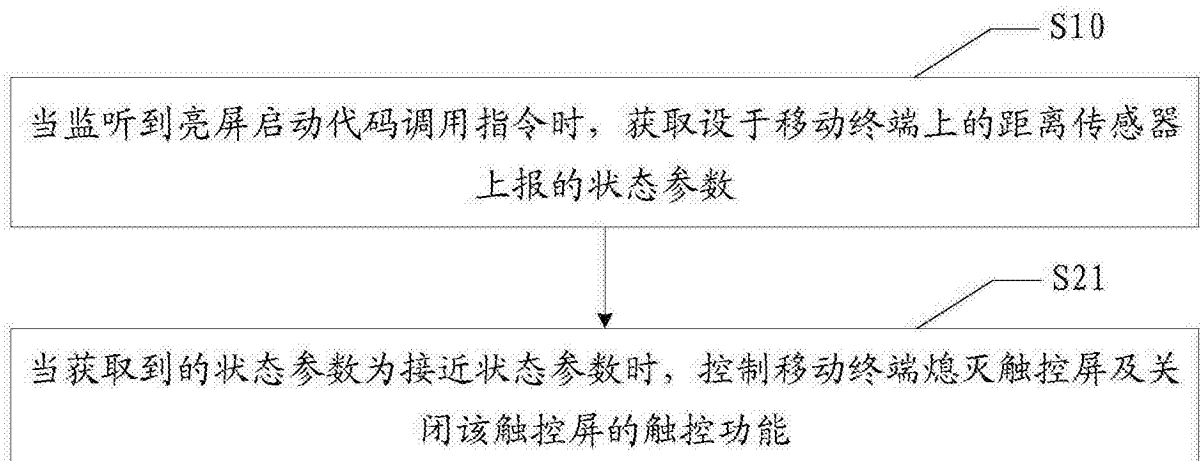 S10
当监听到亮屏启动代码调用指令时，获取设于移动终端上的距离传感器
上报的状态参数
S21
当获取到的状态参数为接近状态参数时，控制移动终端熄灭触控屏及关
闭该触控屏的触控功能